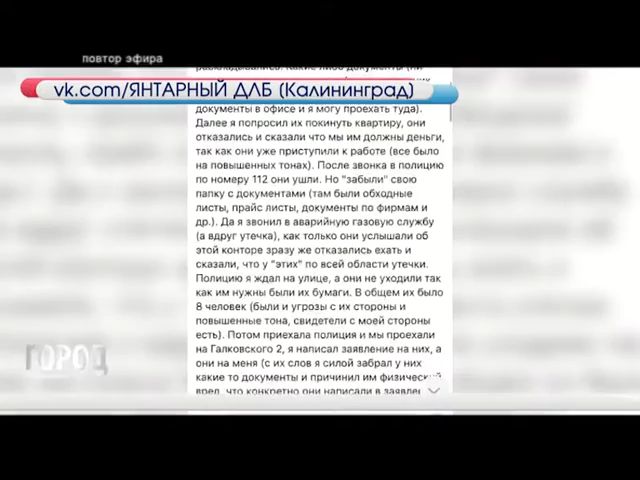 повтор эфира
vk.com/ЯНТАРНЫЙ ДЛБ (Калининград)
документы в офисе и я могу проехать туда).
Далее я попросил их покинуть квартиру, они
отказались и сказали что мы им должны деньги,
так как они уже приступили к работе (все было
на повышенных тонах). После звонка в полицию
по номеру 112 они ушли. Но "забыли" свою
папку с документами (там были обходные
листы, прайс листы, документы по фирмам и
др.). Да я звонил в аварийную газовую службу
(а вдруг утечка), как только они услышали об
этой конторе зразу же отказались ехать и
сказали, что у "этих" по всей области утечки.
Полицию я ждал на улице, а они не уходили так
как им нужны были их бумаги. В общем их было
8 человек (были и угрозы с их стороны и
повышенные тона, свидетели с моей стороны
есть). Потом приехала полиция и мы проехали
на Галковского 2, я написал заявление на них, а
они на меня (с их слов я силой забрал у них
какие то документы и причинил им физический
вред, что конкретно они написали в
ГОРОД